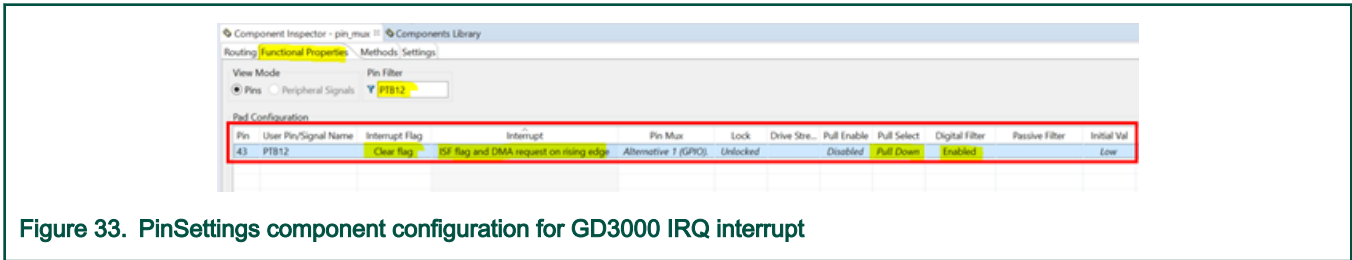 Component Inspector - pin_mux Components Library
Routing Functional Properties Methods Settings
View Mode Pin Filter
Pins Peripheral Signals PTB12
Pad Configuration
Pin User Pin/Signal Name Interrupt Flag Interrupt Pin Mux Lock Drive Stre... Pull Enable Pull Select Digital Filter Passive Filter Initial Val
43 PTB12 Clear flag ISF flag and DMA request on rising edge Alternative 1 (GPIO). Unlocked Disabled Pull Down Enabled Low
Figure 33. PinSettings component configuration for GD3000 IRQ interrupt